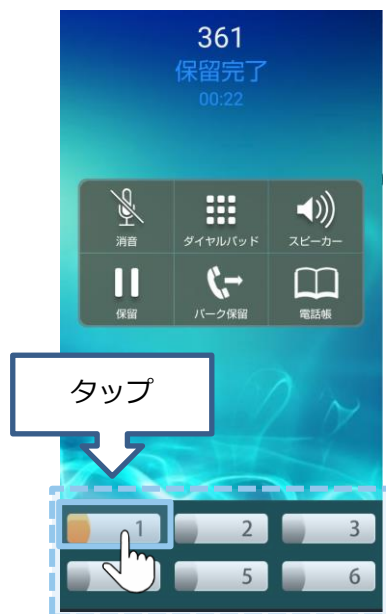 361
保留完了
00:22
消音
ダイヤルパッド
スピーカー
保留
パーク保留
電話帳
タップ
1
2
3
5
6